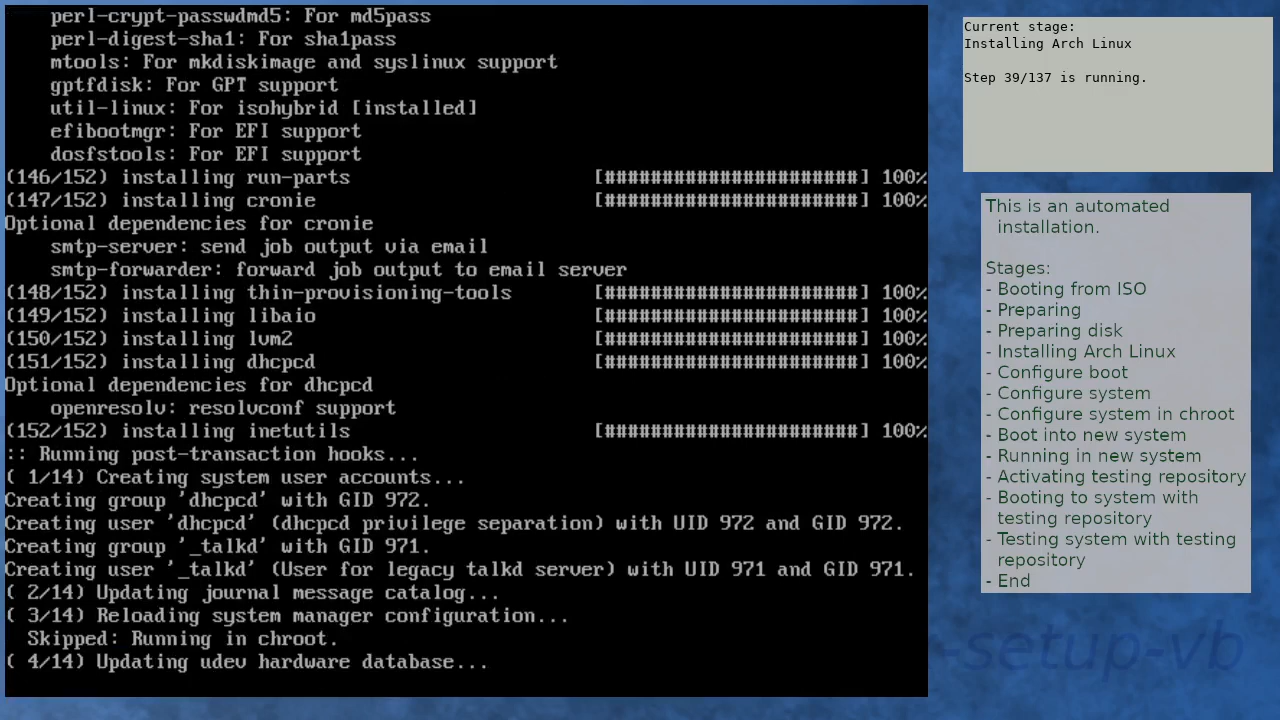 perl-crypt-passwdmd5: For md5pass
    perl-digest-sha1: For sha1pass
    mtools: For mkdiskimage and syslinux support
    gptfdisk: For GPT support
    util-linux: For isohybrid [installed]
    efibootmgr: For EFI support
    dosfstools: For EFI support
(146/152) installing run-parts [######################] 100%
(147/152) installing cronie [######################] 100%
Optional dependencies for cronie
    smtp-server: send job output via email
    smtp-forwarder: forward job output to email server
(148/152) installing thin-provisioning-tools [######################] 100%
(149/152) installing libaio [######################] 100%
(150/152) installing lvm2 [######################] 100%
(151/152) installing dhcpcd [######################] 100%
Optional dependencies for dhcpcd
    openresolv: resolvconf support
(152/152) installing inetutils [######################] 100%
:: Running post-transaction hooks...
( 1/14) Creating system user accounts...
Creating group 'dhcpcd' with GID 972.
Creating user 'dhcpcd' (dhcpcd privilege separation) with UID 972 and GID 972.
Creating group '_talkd' with GID 971.
Creating user '_talkd' (User for legacy talkd server) with UID 971 and GID 971.
( 2/14) Updating journal message catalog...
( 3/14) Reloading system manager configuration...
  Skipped: Running in chroot.
( 4/14) Updating udev hardware database...
Current stage:
Installing Arch Linux
Step 39/137 is running.
This is an automated
installation.
Stages:
- Booting from ISO
- Preparing
- Preparing disk
- Installing Arch Linux
- Configure boot
- Configure system
- Configure system in chroot
- Boot into new system
- Running in new system
- Activating testing repository
- Booting to system with
testing repository
- Testing system with testing
repository
- End
-setup-vb